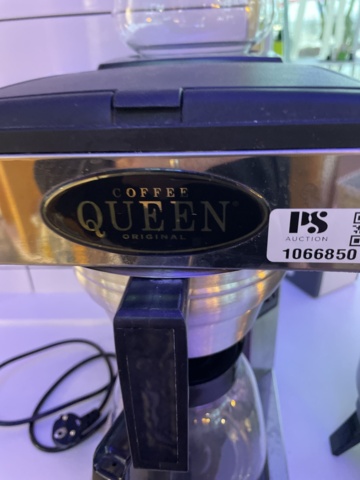 COFFEE
QUEEN
ORIGINAL
PS
AUCTION
1066850